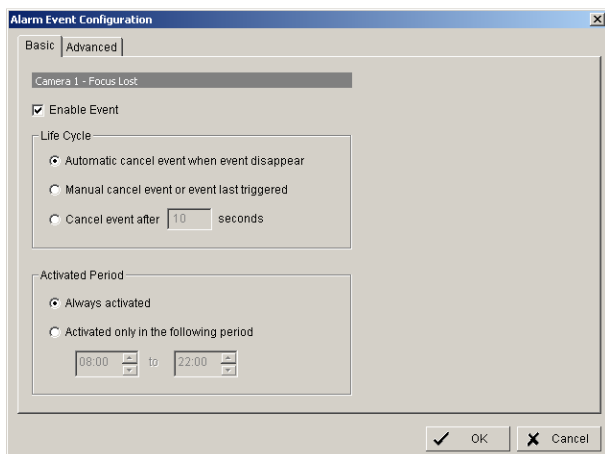 Alarm Event Configuration
Basic Advanced
Camera 1 - Focus Lost
Enable Event
Life Cycle
Automatic cancel event when event disappear
Manual cancel event or event last triggered
Cancel event after 10 seconds
Activated Period
Always activated
Activated only in the following period
08:00 to 22:00
OK Cancel